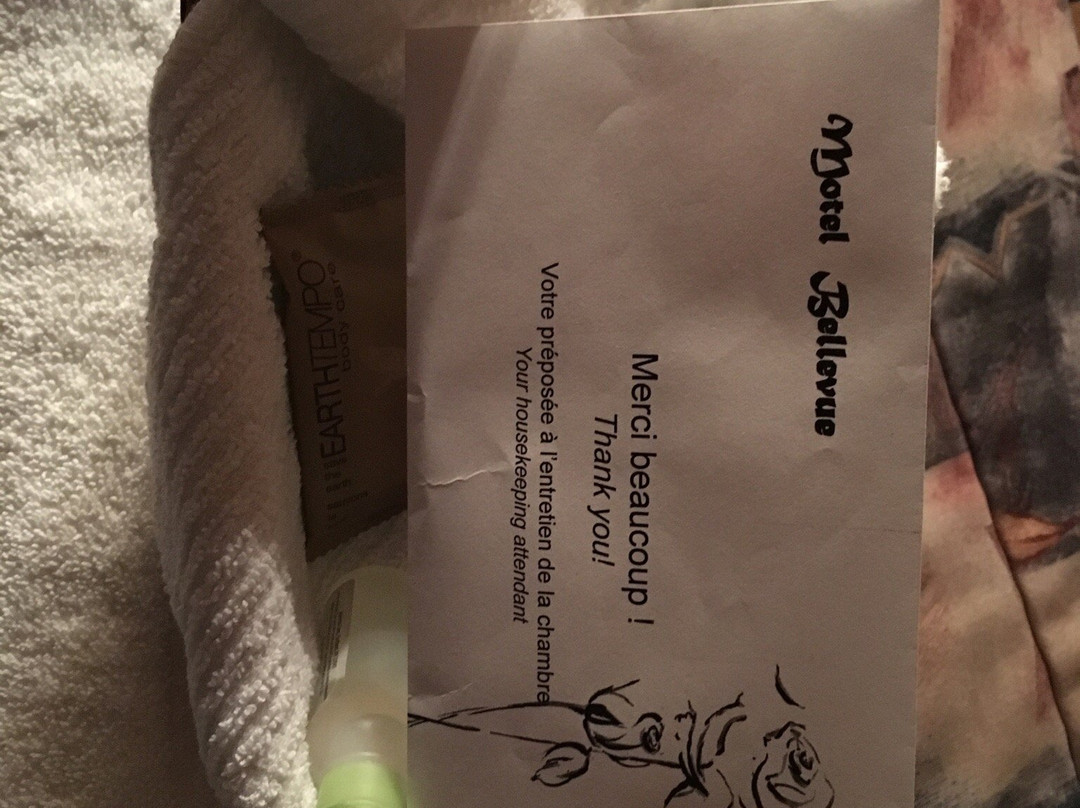 Motel Bellevue
Merci beaucoup !
Thank you!
Votre préposée à l'entretien de la chambre
Your housekeeping attendant
EARTHTEMPO®
body care